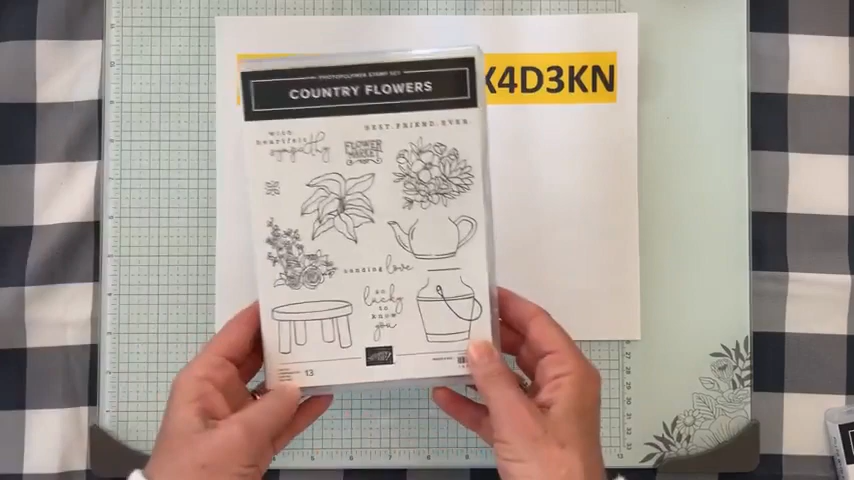 X4D3KN
PHOTOPOLYMER STAMP SET
COUNTRY FLOWERS
BEST. FRIEND. EVER.
with
heartfelt
sympathy
FLOWER
MARKET
sending love
so
lucky
to
know
you
13